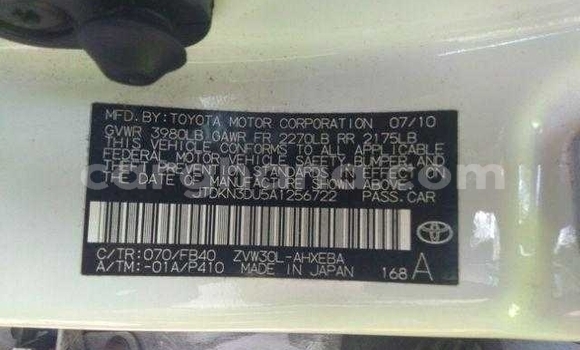 MFD. BY: TOYOTA MOTOR CORPORATION 07/10
GVWR 3980LB GAWR FR 2270LB RR 2175LB
THIS VEHICLE CONFORMS TO ALL APPLICABLE
FEDERAL MOTOR VEHICLE SAFETY, BUMPER AND
THEFT PREVENTION STANDARDS IN EFFECT ON
THE DATE OF MANUFACTURE SHOWN ABOVE.
JTDKN3DU5A1256722 PASS.CAR
C/TR: 070/FB40 ZVW30L-AHXEBA
A/TM: -01A/P410 MADE IN JAPAN 168 A
TOYOTA